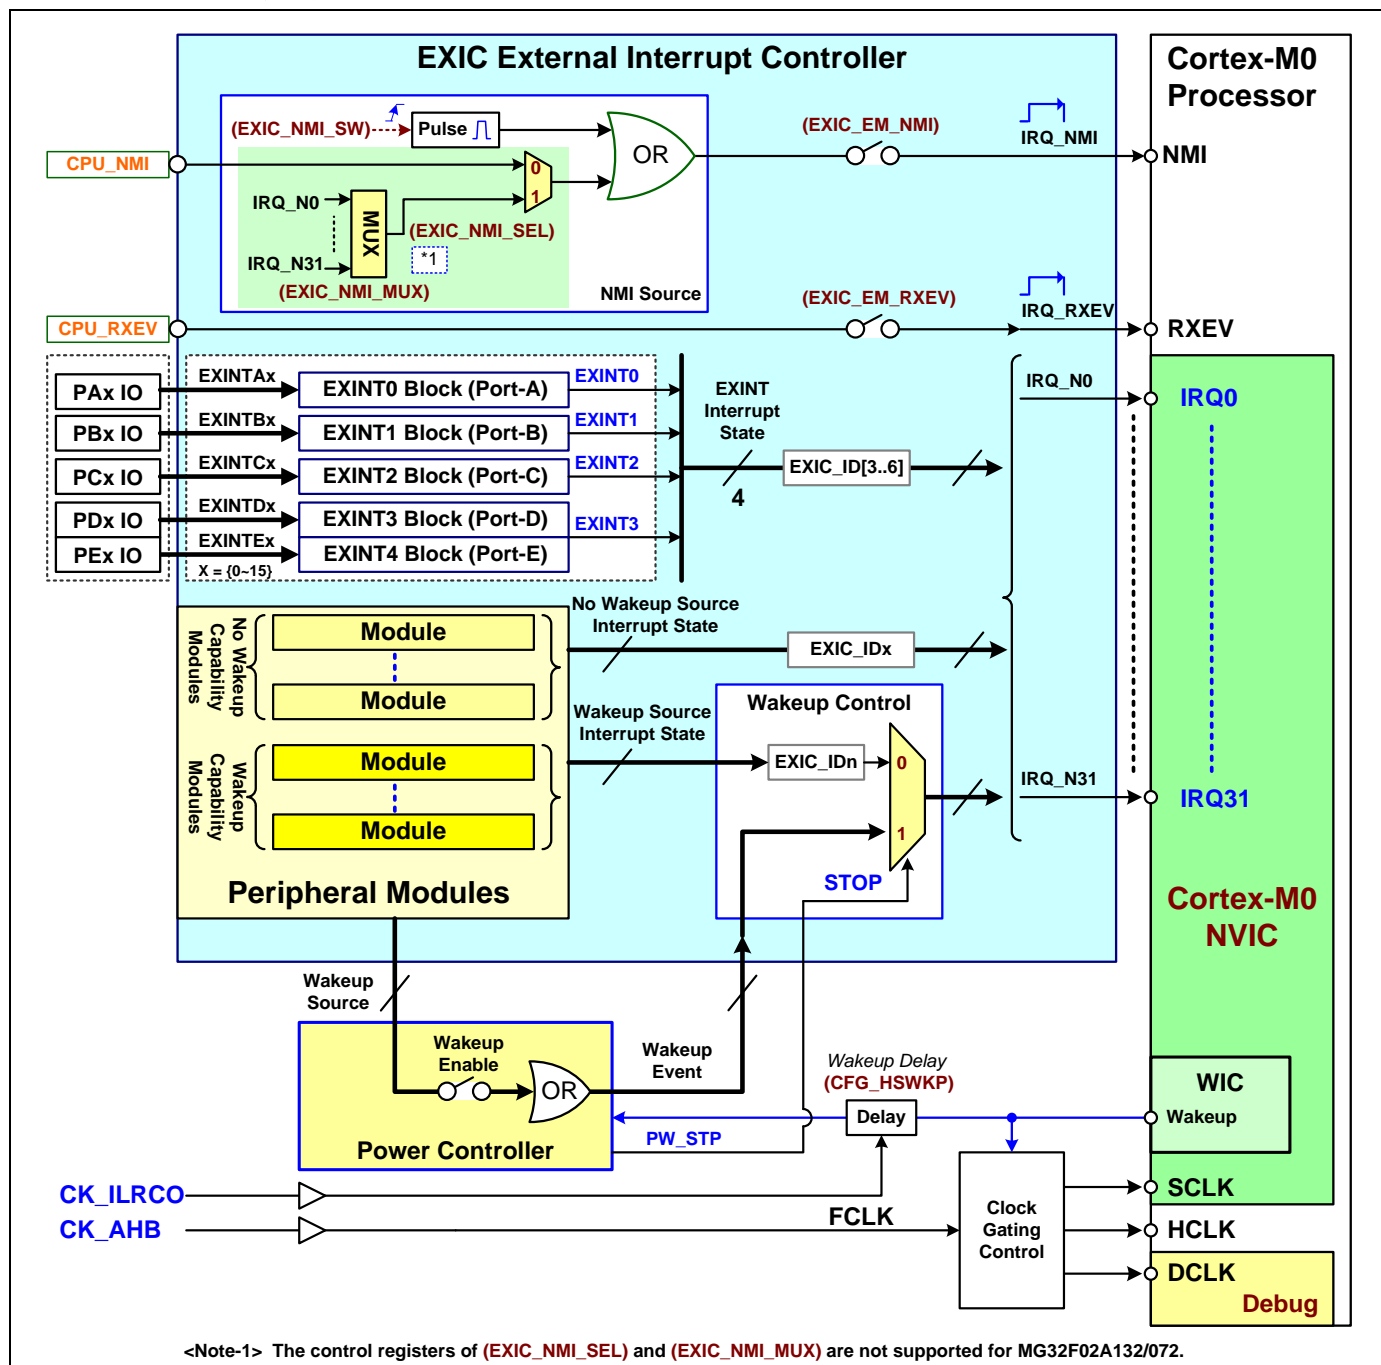 EXIC External Interrupt Controller
Cortex-M0
Processor
(EXIC_NMI_SW)
Pulse
OR
(EXIC_EM_NMI)
IRQ_NMI
CPU_NMI
NMI
0
1
IRQ_N0
MUX
IRQ_N31
(EXIC_NMI_SEL)
*1
(EXIC_NMI_MUX)
NMI Source
(EXIC_EM_RXEV)
IRQ_RXEV
CPU_RXEV
RXEV
PAx IO
EXINTAx
EXINT0 Block (Port-A)
EXINT0
PBx IO
EXINTBx
EXINT1 Block (Port-B)
EXINT1
PCx IO
EXINTCx
EXINT2 Block (Port-C)
EXINT2
PDx IO
EXINTDx
EXINT3 Block (Port-D)
EXINT3
PEx IO
EXINTEx
EXINT4 Block (Port-E)
X = {0~15}
EXINT
Interrupt
State
4
EXIC_ID[3..6]
IRQ_N0
IRQ0
No Wakeup
Capability
Modules
Module
Module
No Wakeup Source
Interrupt State
EXIC_IDx
Wakeup
Capability
Modules
Module
Module
Wakeup Source
Interrupt State
Wakeup Control
EXIC_IDn
0
1
STOP
IRQ_N31
IRQ31
Peripheral Modules
Cortex-M0
NVIC
Wakeup
Source
Wakeup
Enable
OR
Wakeup
Event
Power Controller
PW_STP
Wakeup Delay
(CFG_HSWKP)
Delay
WIC
Wakeup
CK_ILRCO
CK_AHB
FCLK
Clock
Gating
Control
SCLK
HCLK
DCLK
Debug
<Note-1> The control registers of (EXIC_NMI_SEL) and (EXIC_NMI_MUX) are not supported for MG32F02A132/072.